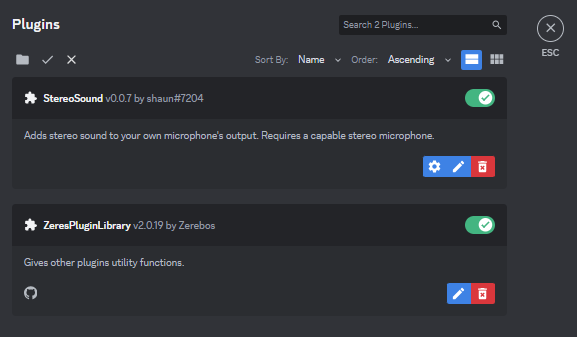 Plugins
Search 2 Plugins...
ESC
Sort By: Name Order: Ascending
StereoSound v0.0.7 by shaun#7204
Adds stereo sound to your own microphone's output. Requires a capable stereo microphone.
ZeresPluginLibrary v2.0.19 by Zerebos
Gives other plugins utility functions.